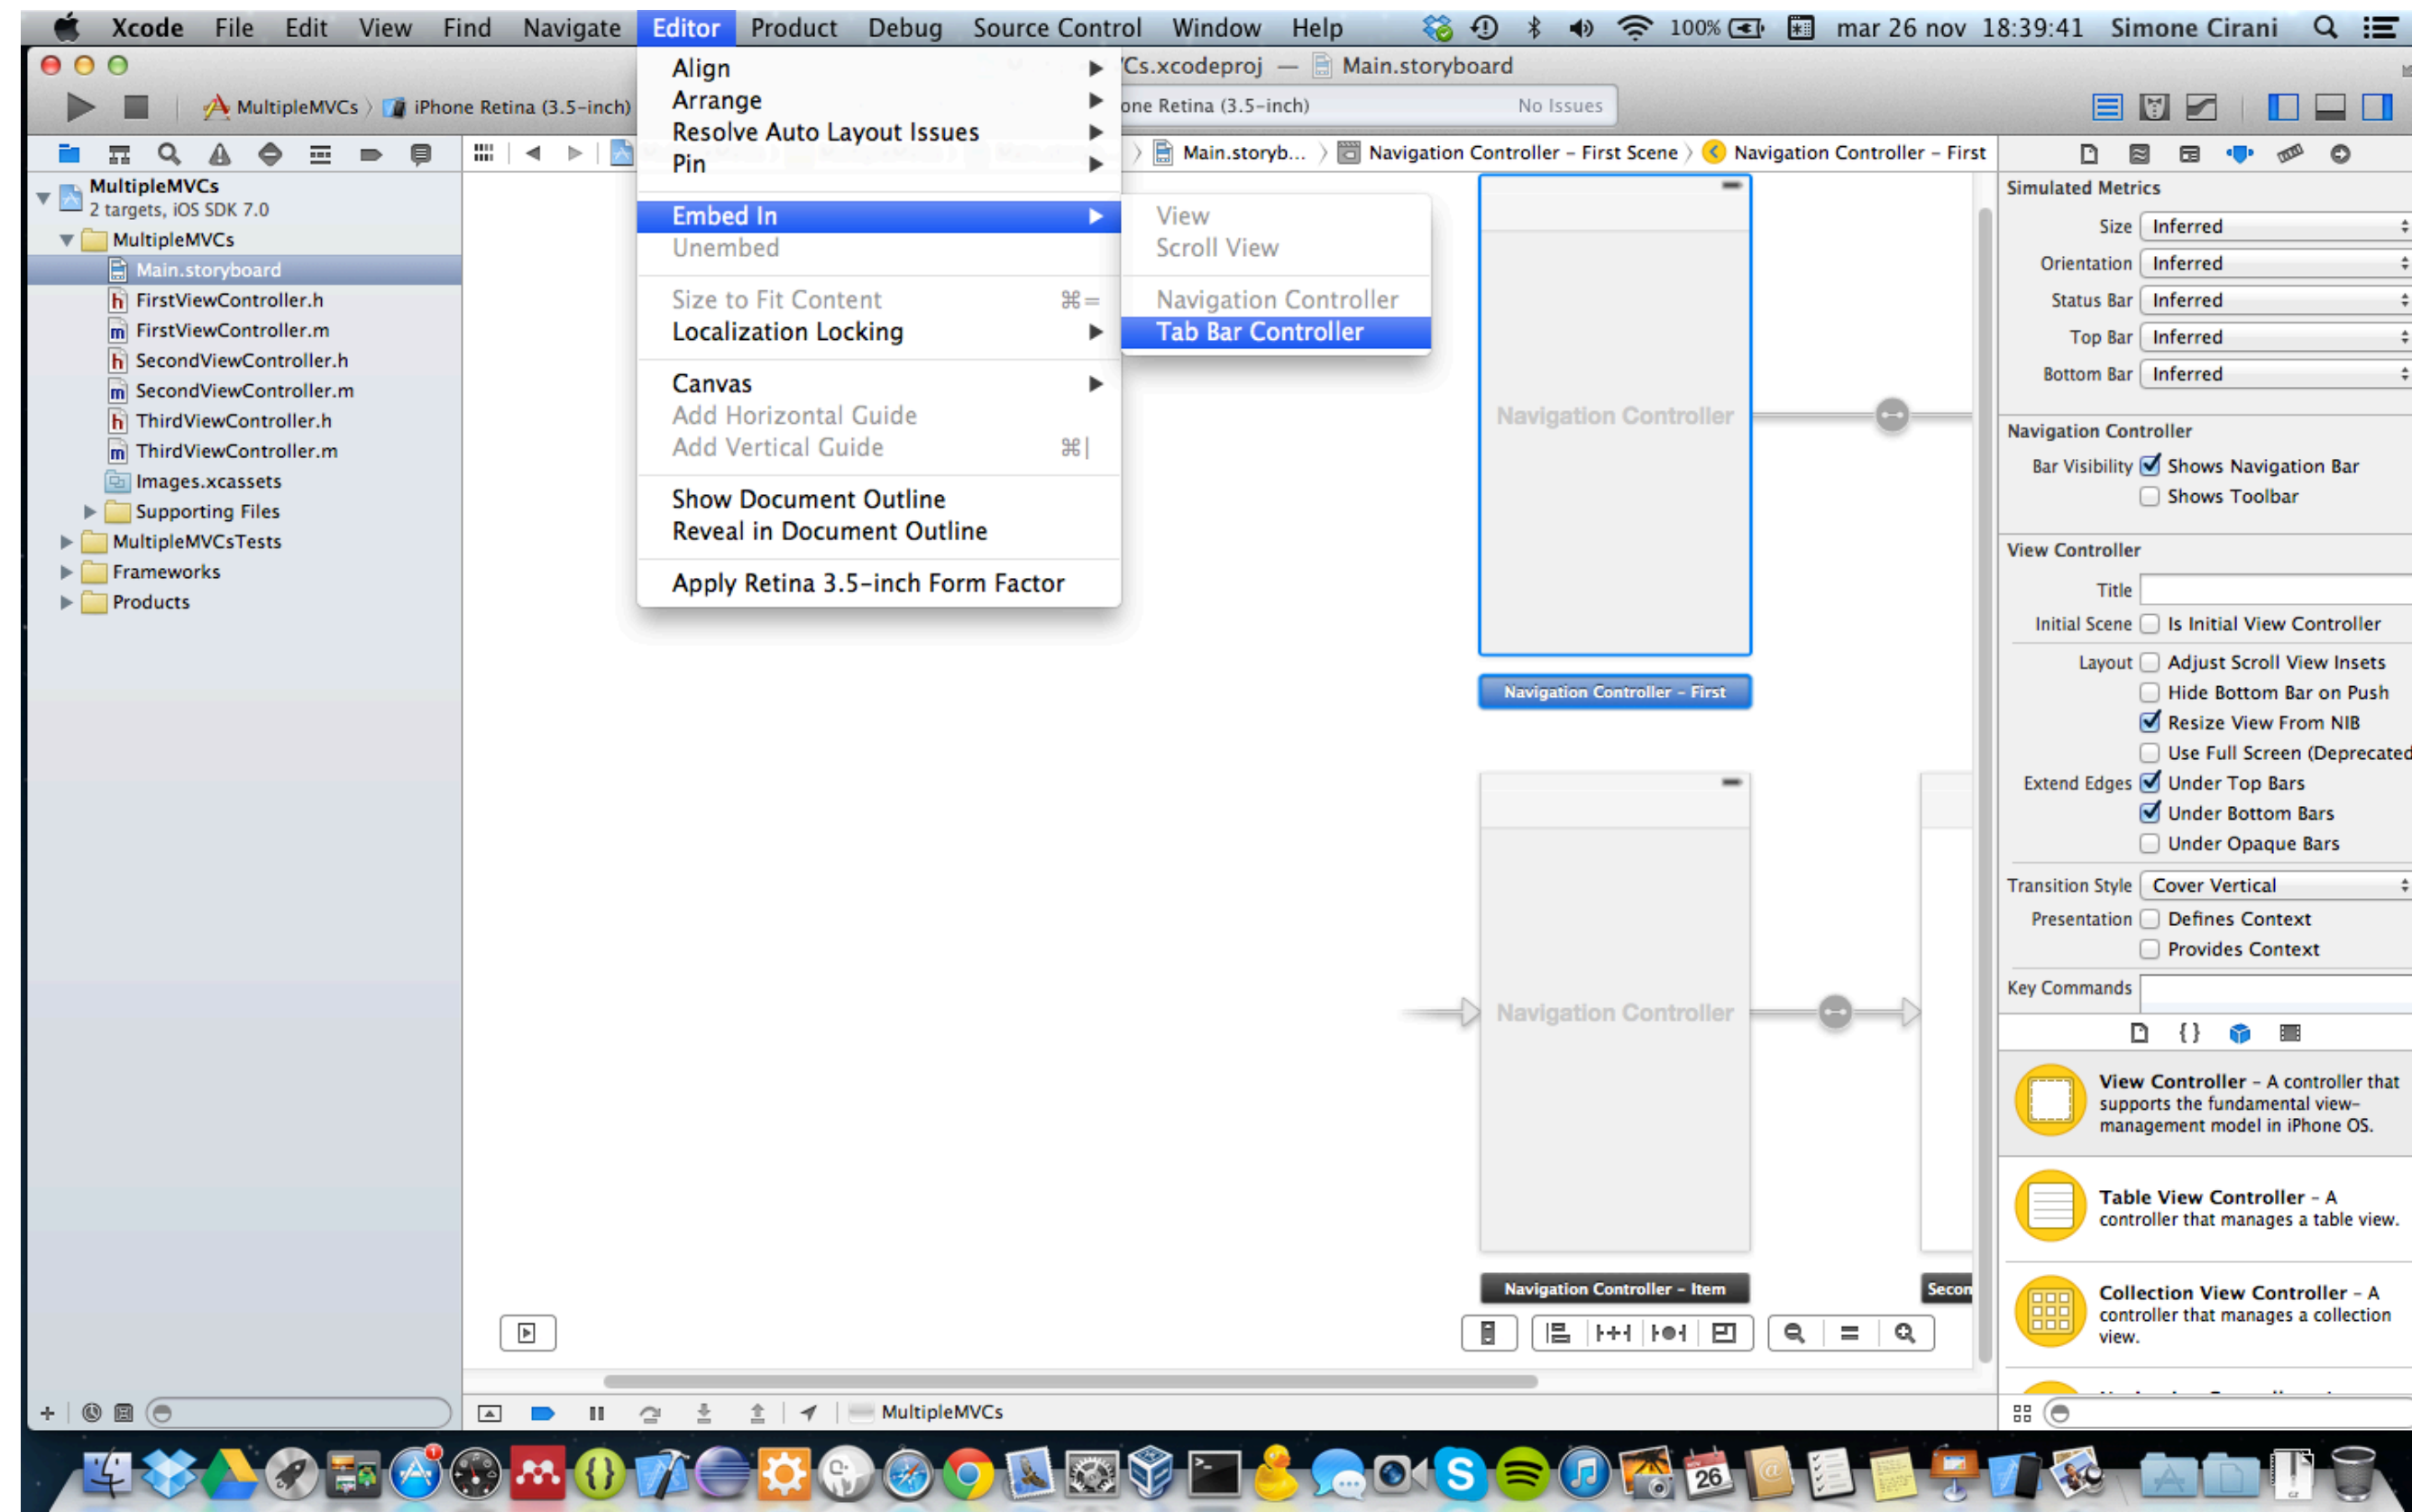 Xcode File Edit View Find Navigate Editor Product Debug Source Control Window Help 100% mar 26 nov 18:39:41 Simone Cirani
Cs.xcodeproj — Main.storyboard
MultipleMVCs iPhone Retina (3.5-inch)
one Retina (3.5-inch) No Issues
Main.storyb... Navigation Controller – First Scene Navigation Controller – First
MultipleMVCs
2 targets, iOS SDK 7.0
MultipleMVCs
Main.storyboard
FirstViewController.h
FirstViewController.m
SecondViewController.h
SecondViewController.m
ThirdViewController.h
ThirdViewController.m
Images.xcassets
Supporting Files
MultipleMVCsTests
Frameworks
Products
Align
Arrange
Resolve Auto Layout Issues
Pin
Embed In
Unembed
Size to Fit Content ⌘=
Localization Locking
Canvas
Add Horizontal Guide
Add Vertical Guide ⌘|
Show Document Outline
Reveal in Document Outline
Apply Retina 3.5-inch Form Factor
View
Scroll View
Navigation Controller
Tab Bar Controller
Navigation Controller
Navigation Controller – First
Navigation Controller
Navigation Controller – Item
Secon
Simulated Metrics
Size Inferred
Orientation Inferred
Status Bar Inferred
Top Bar Inferred
Bottom Bar Inferred
Navigation Controller
Bar Visibility Shows Navigation Bar
Shows Toolbar
View Controller
Title
Initial Scene Is Initial View Controller
Layout Adjust Scroll View Insets
Hide Bottom Bar on Push
Resize View From NIB
Use Full Screen (Deprecated
Extend Edges Under Top Bars
Under Bottom Bars
Under Opaque Bars
Transition Style Cover Vertical
Presentation Defines Context
Provides Context
Key Commands
{}
View Controller – A controller that
supports the fundamental view-
management model in iPhone OS.
Table View Controller – A
controller that manages a table view.
Collection View Controller – A
controller that manages a collection
view.
MultipleMVCs
26